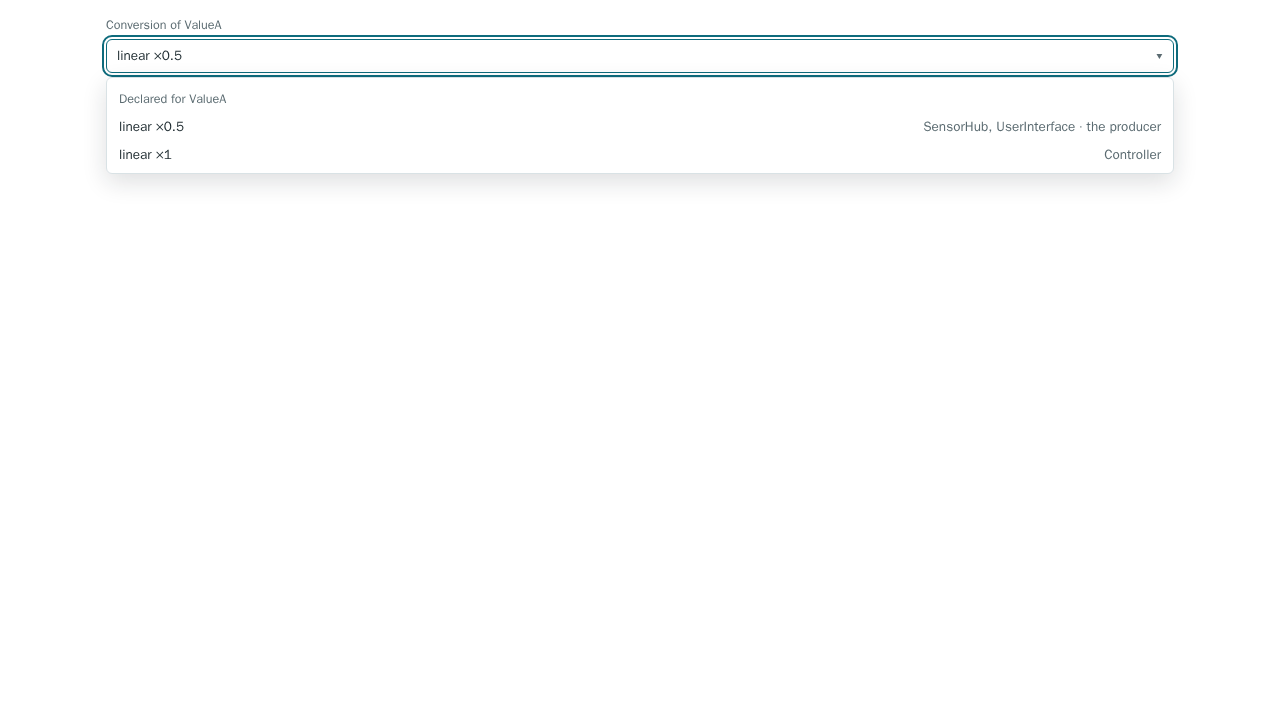 Conversion of ValueA
linear ×0.5
Declared for ValueA
linear ×0.5 SensorHub, UserInterface · the producer
linear ×1 Controller